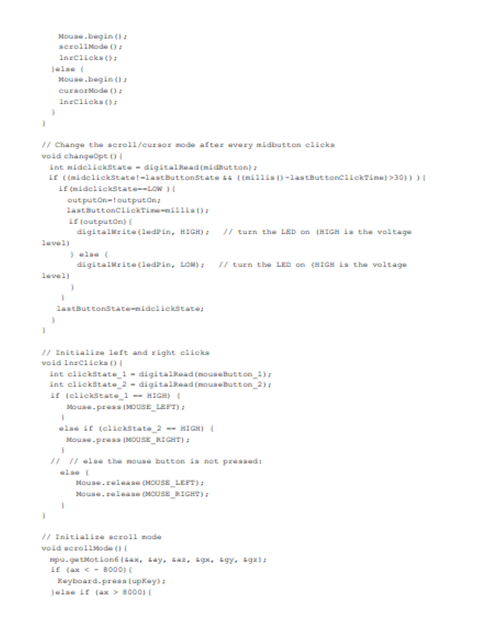 Mouse.begin();
scrollMode();
lnrClicks();
}else {
Mouse.begin();
cursorMode();
lnrClicks();
}
}
// Change the scroll/cursor mode after every midbutton clicks
void changeOpt(){
int midclickState = digitalRead(midButton);
if ((midclickState!=lastButtonState && ((millis()-lastButtonClickTime)>30)) ){
if(midclickState==LOW ){
outputOn=!outputOn;
lastButtonClickTime=millis();
if(outputOn){
digitalWrite(ledPin, HIGH); // turn the LED on (HIGH is the voltage
level)
} else {
digitalWrite(ledPin, LOW); // turn the LED on (HIGH is the voltage
level)
}
}
lastButtonState=midclickState;
}
}
// Initialize left and right clicks
void lnrClicks(){
int clickState_1 = digitalRead(mouseButton_1);
int clickState_2 = digitalRead(mouseButton_2);
if (clickState_1 == HIGH) {
Mouse.press(MOUSE_LEFT);
}
else if (clickState_2 == HIGH) {
Mouse.press(MOUSE_RIGHT);
}
// // else the mouse button is not pressed:
else {
Mouse.release(MOUSE_LEFT);
Mouse.release(MOUSE_RIGHT);
}
}
// Initialize scroll mode
void scrollMode(){
mpu.getMotion6(&ax, &ay, &az, &gx, &gy, &gz);
if (ax < - 8000){
Keyboard.press(upKey);
}else if (ax > 8000){